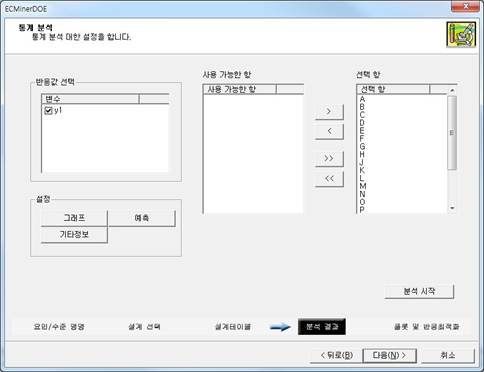 ECMinerDOE
통계 분석
통계 분석 대한 설정을 합니다.
반응값 선택
변수
y1
설정
그래프
예측
기타정보
사용 가능한 항
사용 가능한 항
>
<
>>
<<
선택 항
선택 항
A
B
C
D
E
F
G
H
J
K
L
M
N
O
P
분석 시작
요인/수준 명명
설계 선택
설계테이블
분석 결과
플롯 및 반응최적화
< 뒤로(B)
다음(N) >
취소